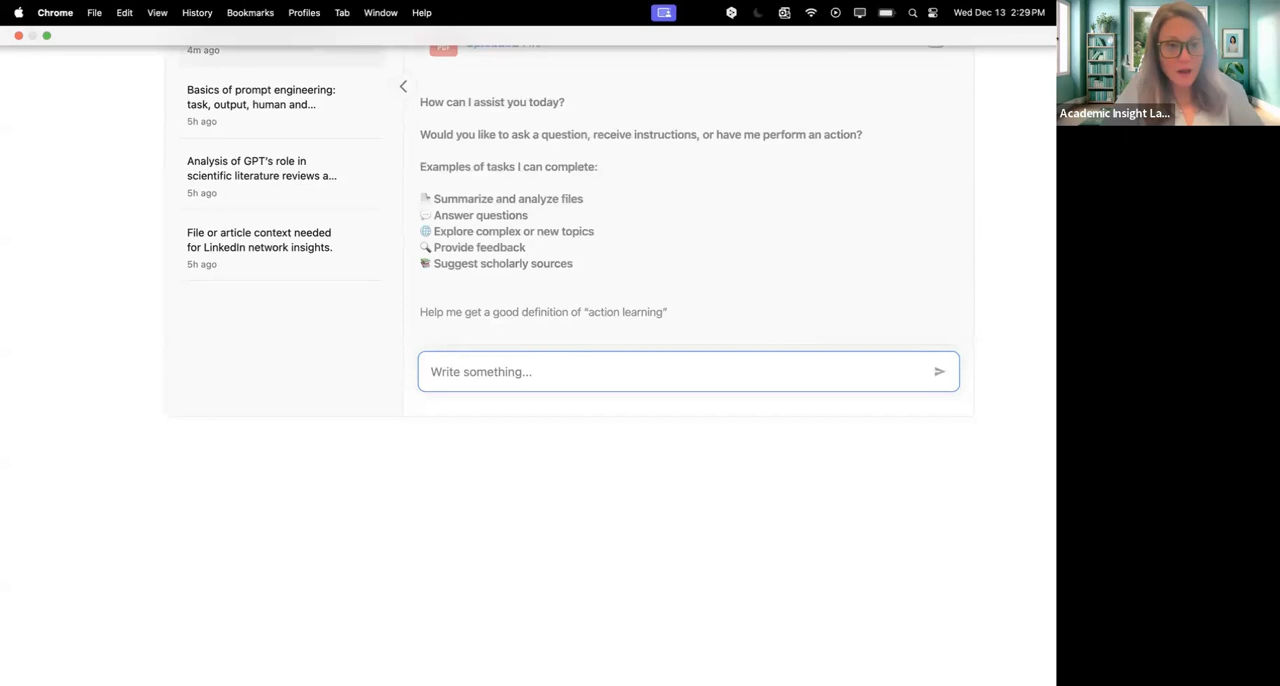 Chrome File Edit View History Bookmarks Profiles Tab Window Help Wed Dec 13 2:29 PM
4m ago
Basics of prompt engineering:
task, output, human and...
5h ago
Analysis of GPT's role in
scientific literature reviews a...
5h ago
File or article context needed
for LinkedIn network insights.
5h ago
PDF
How can I assist you today?
Would you like to ask a question, receive instructions, or have me perform an action?
Examples of tasks I can complete:
Summarize and analyze files
Answer questions
Explore complex or new topics
Provide feedback
Suggest scholarly sources
Help me get a good definition of “action learning”
Write something...
Academic Insight La...